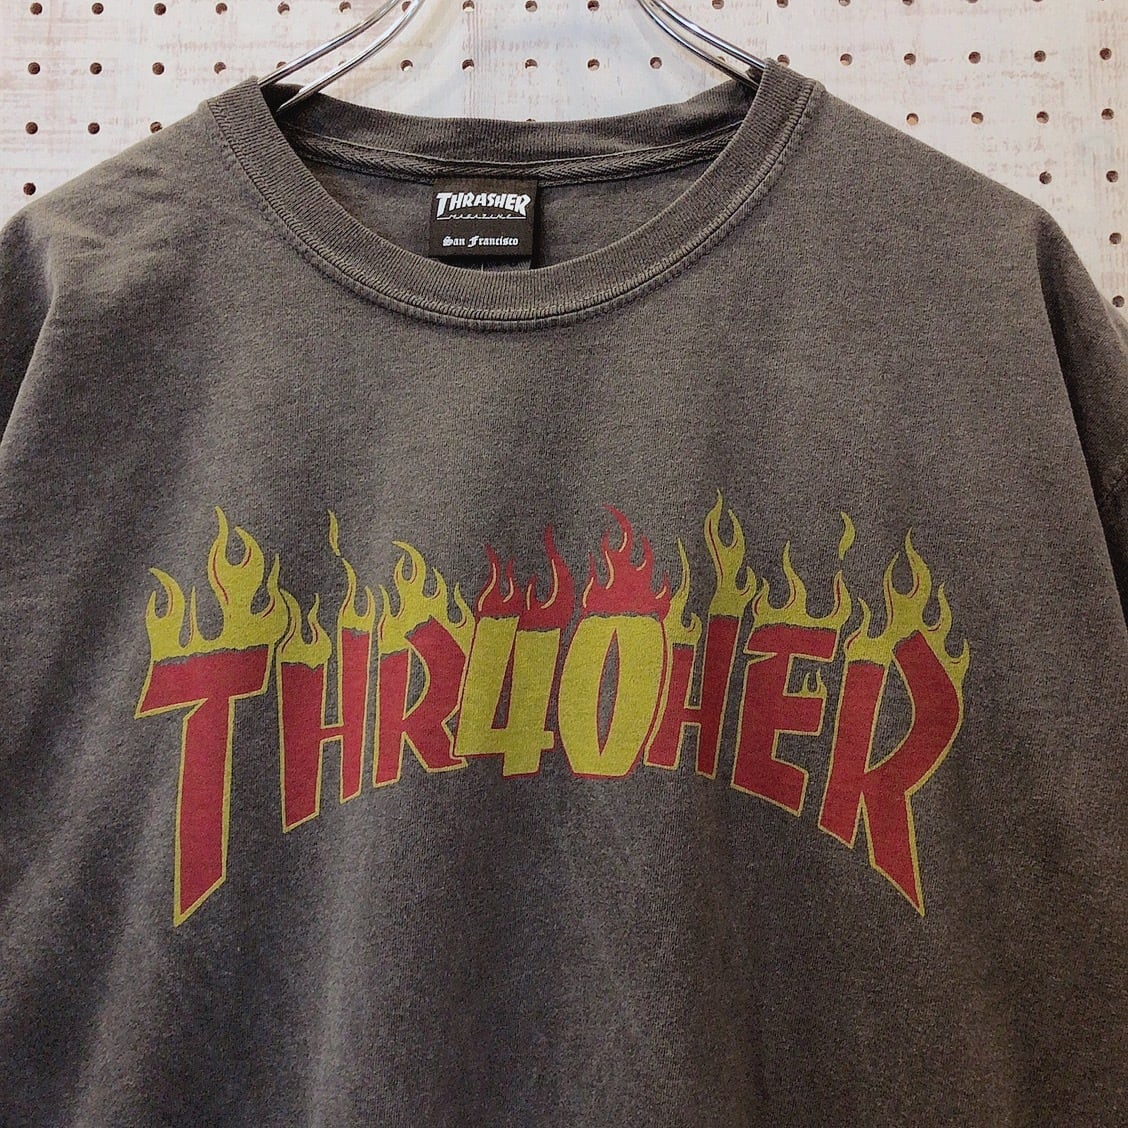 THRASHER
MAGAZINE
San Francisco
THR40HER